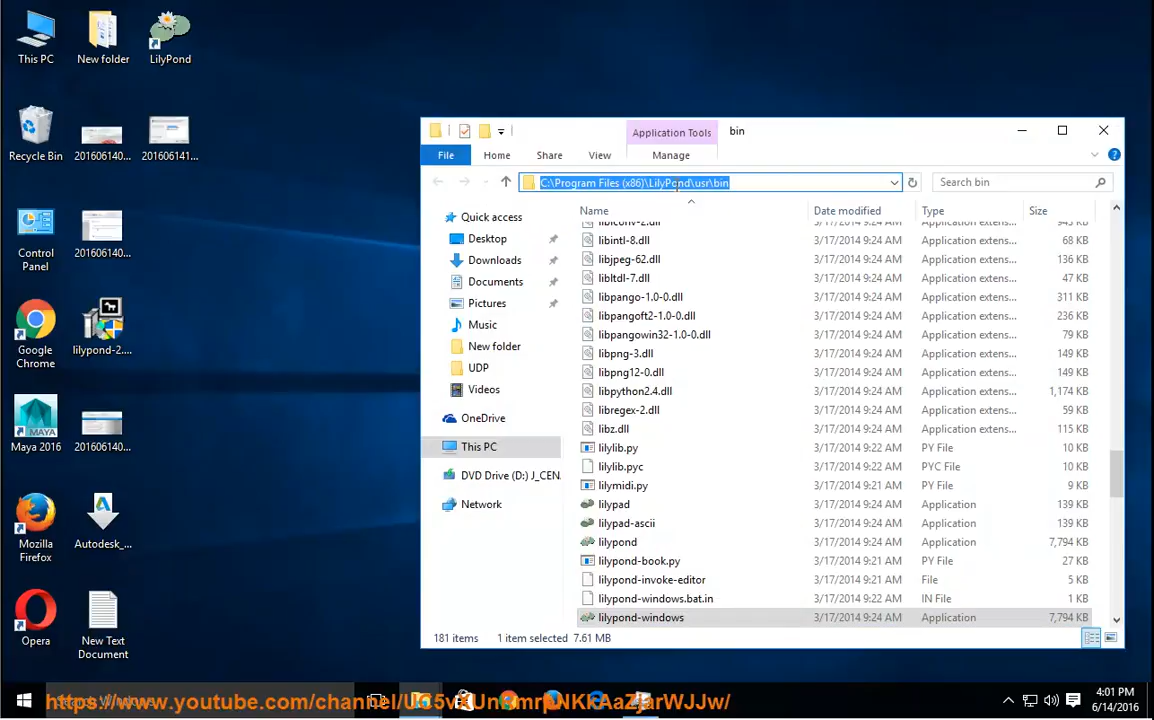 This PC
New folder
LilyPond
Recycle Bin
201606140...
201606141...
Control
Panel
201606140...
Google
Chrome
lilypond-2....
Maya 2016
201606140...
Mozilla
Firefox
Autodesk_...
Opera
New Text
Document
Application Tools
bin
File
Home
Share
View
Manage
C:\Program Files (x86)\LilyPond\usr\bin
Search bin
Quick access
Desktop
Downloads
Documents
Pictures
Music
New folder
UDP
Videos
OneDrive
This PC
DVD Drive (D:) J_CEN
Network
Name Date modified Type Size
libiconv-2.dll 3/17/2014 9:24 AM Application extens... 943 KB
libintl-8.dll 3/17/2014 9:24 AM Application extens... 68 KB
libjpeg-62.dll 3/17/2014 9:24 AM Application extens... 136 KB
libltdl-7.dll 3/17/2014 9:24 AM Application extens... 47 KB
libpango-1.0-0.dll 3/17/2014 9:24 AM Application extens... 311 KB
libpangoft2-1.0-0.dll 3/17/2014 9:24 AM Application extens... 236 KB
libpangowin32-1.0-0.dll 3/17/2014 9:24 AM Application extens... 79 KB
libpng-3.dll 3/17/2014 9:24 AM Application extens... 149 KB
libpng12-0.dll 3/17/2014 9:24 AM Application extens... 149 KB
libpython2.4.dll 3/17/2014 9:24 AM Application extens... 1,174 KB
libregex-2.dll 3/17/2014 9:24 AM Application extens... 59 KB
libz.dll 3/17/2014 9:24 AM Application extens... 115 KB
lilylib.py 3/17/2014 9:22 AM PY File 10 KB
lilylib.pyc 3/17/2014 9:22 AM PYC File 10 KB
lilymidi.py 3/17/2014 9:22 AM PY File 9 KB
lilypad 3/17/2014 9:24 AM Application 139 KB
lilypad-ascii 3/17/2014 9:24 AM Application 139 KB
lilypond 3/17/2014 9:24 AM Application 7,794 KB
lilypond-book.py 3/17/2014 9:21 AM PY File 27 KB
lilypond-invoke-editor 3/17/2014 9:21 AM File 5 KB
lilypond-windows.bat.in 3/17/2014 9:22 AM IN File 1 KB
lilypond-windows 3/17/2014 9:24 AM Application 7,794 KB
181 items 1 item selected 7.61 MB
4:01 PM
6/14/2016